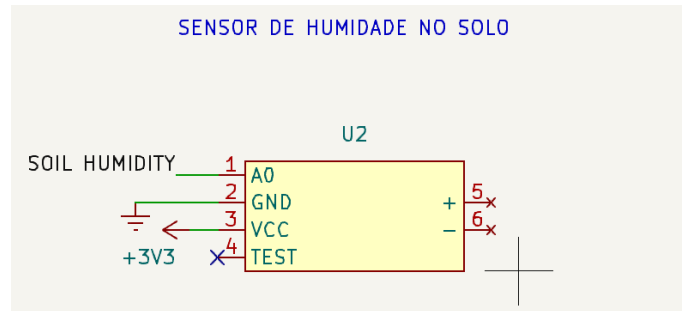 SENSOR DE HUMIDADE NO SOLO
U2
SOIL HUMIDITY 1 A0
2 GND + 5
3 VCC - 6
+3V3 4 TEST